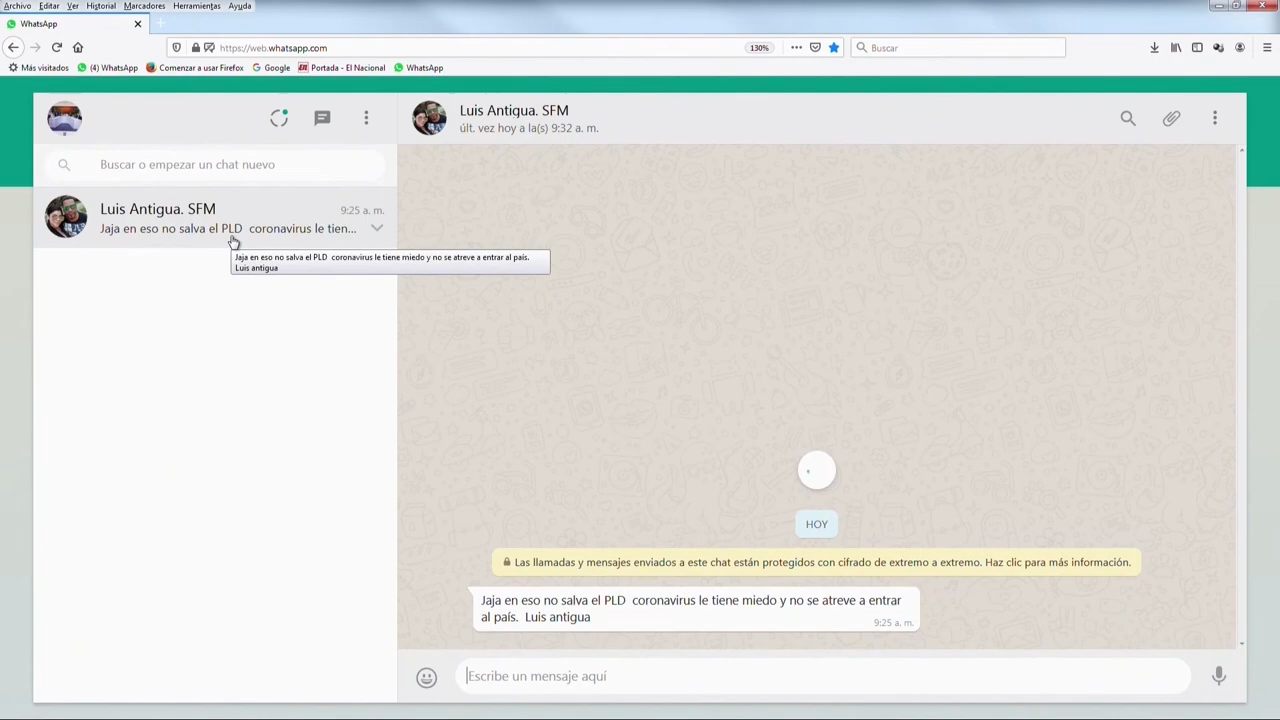 Archivo Editar Ver Historial Marcadores Herramientas Ayuda
WhatsApp
https://web.whatsapp.com
130%
Buscar
Más visitados (4) WhatsApp Comenzar a usar Firefox Google Portada - El Nacional WhatsApp
Luis Antigua. SFM
últ. vez hoy a la(s) 9:32 a. m.
Buscar o empezar un chat nuevo
Luis Antigua. SFM 9:25 a. m.
Jaja en eso no salva el PLD coronavirus le tien...
Jaja en eso no salva el PLD coronavirus le tiene miedo y no se atreve a entrar al país.
Luis antigua
HOY
Las llamadas y mensajes enviados a este chat están protegidos con cifrado de extremo a extremo. Haz clic para más información.
Jaja en eso no salva el PLD coronavirus le tiene miedo y no se atreve a entrar
al país. Luis antigua
9:25 a. m.
Escribe un mensaje aquí